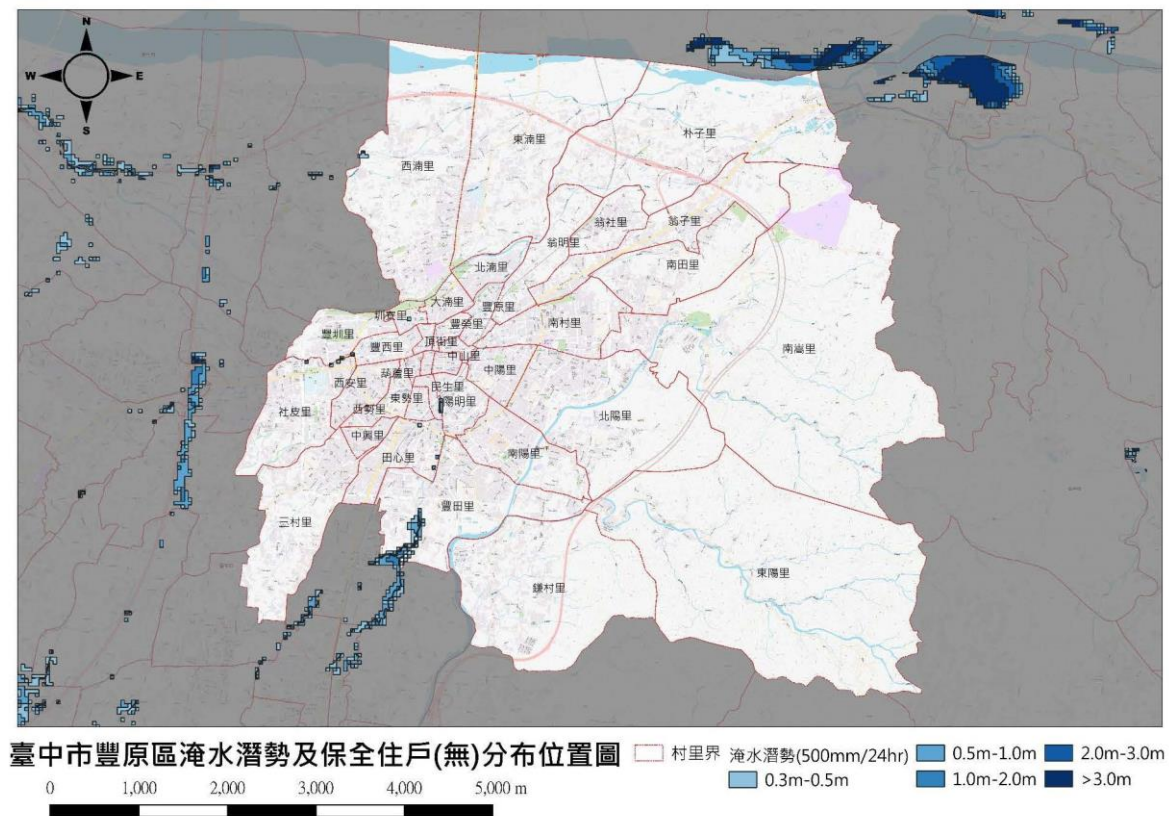 N
W
E
S
東湳里
朴子里
西湳里
翁社里
翁子里
翁明里
南田里
北湳里
大湳里
豐原里
圳寮里
豐榮里
南村里
豐圳里
豐西里
頂街里
中山里
南嵩里
葫蘆里
中陽里
西安里
民生里
東勢里
陽明里
社皮里
西勢里
北陽里
中興里
田心里
南陽里
豐田里
三村里
鎌村里
東陽里
臺中市豐原區淹水潛勢及保全住戶(無)分布位置圖
村里界
淹水潛勢(500mm/24hr)
0.3m-0.5m
0.5m-1.0m
1.0m-2.0m
2.0m-3.0m
>3.0m
0 1,000 2,000 3,000 4,000 5,000 m